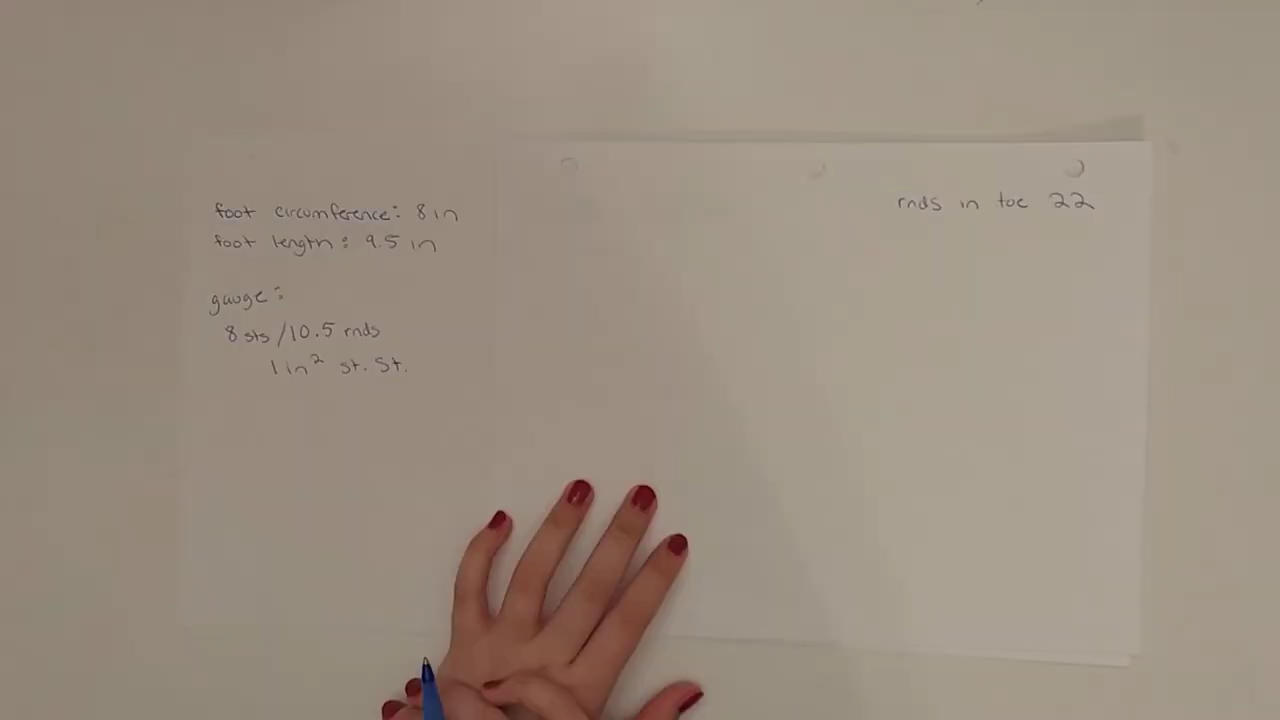 foot circumference: 8 in
foot length: 9.5 in
gauge:
8 sts / 10.5 rnds
1 in² st. St.
rnds in toe 22